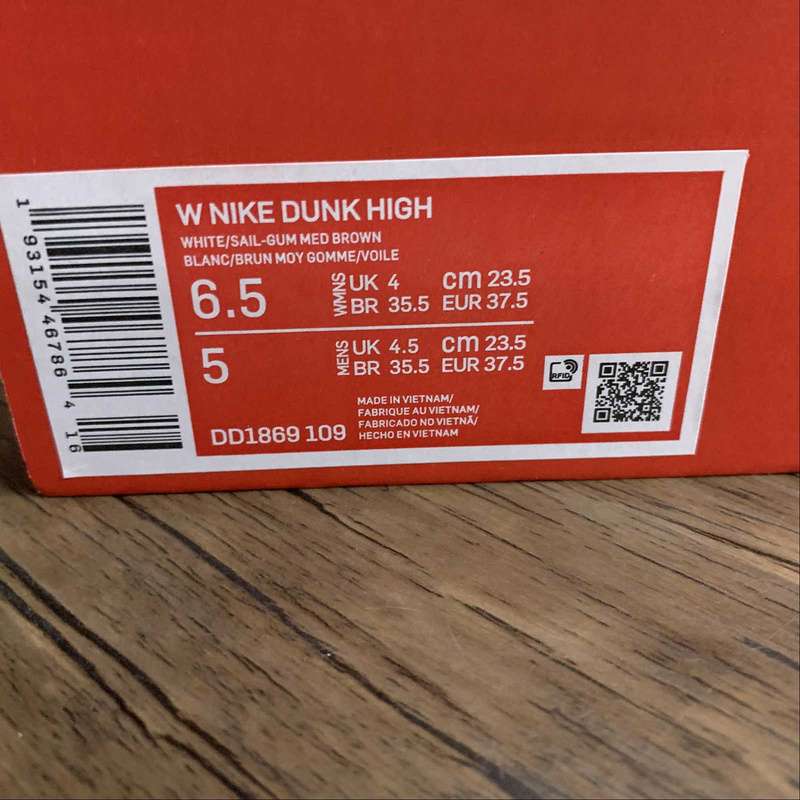 W NIKE DUNK HIGH
WHITE/SAIL-GUM MED BROWN
BLANC/BRUN MOY GOMME/VOILE
6.5 WMNS UK 4 cm 23.5
BR 35.5 EUR 37.5
5 MENS UK 4.5 cm 23.5
BR 35.5 EUR 37.5
RFID
MADE IN VIETNAM/
FABRIQUE AU VIETNAM/
FABRICADO NO VIETNÃ/
HECHO EN VIETNAM
DD1869 109
1 93154 46786 4 16